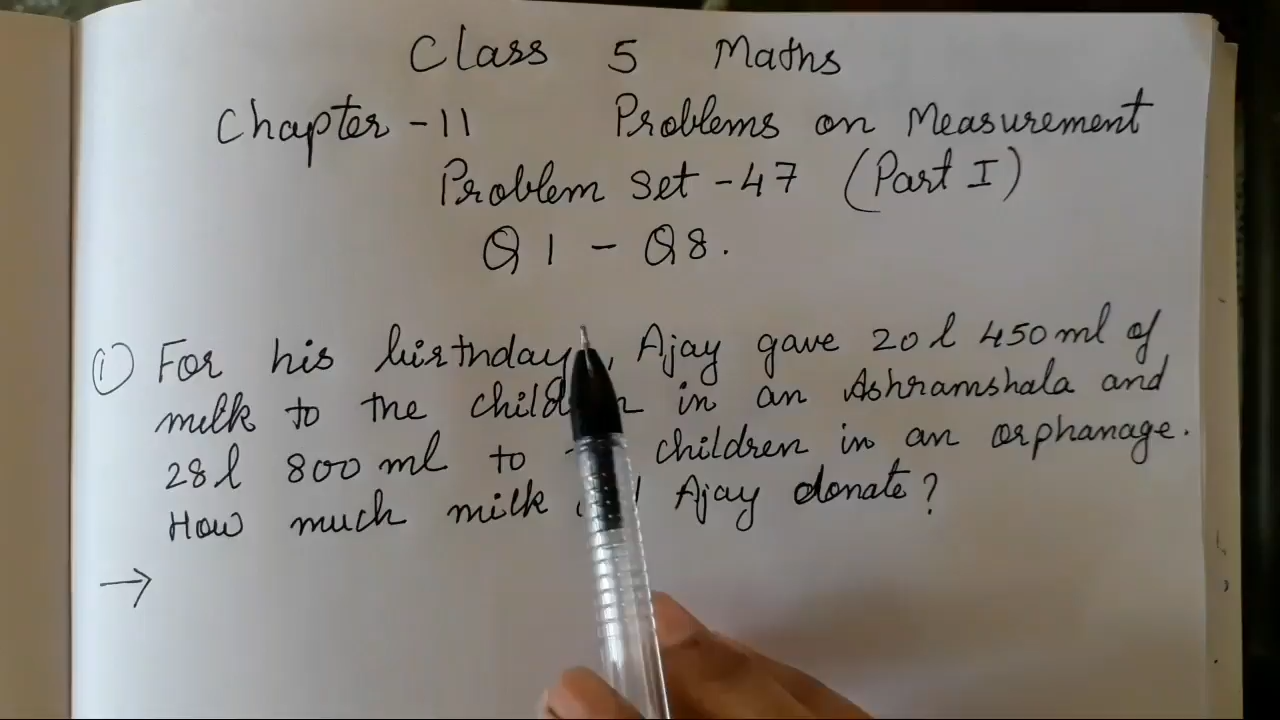 Class 5 Maths
Chapter - 11 Problems on Measurement
Problem set - 47 (Part I)
Q 1 - Q 8.
① For his birthday, Ajay gave 20 l 450 ml of
milk to the children in an Ashramshala and
28 l 800 ml to children in an orphanage.
How much milk Ajay donate?
→